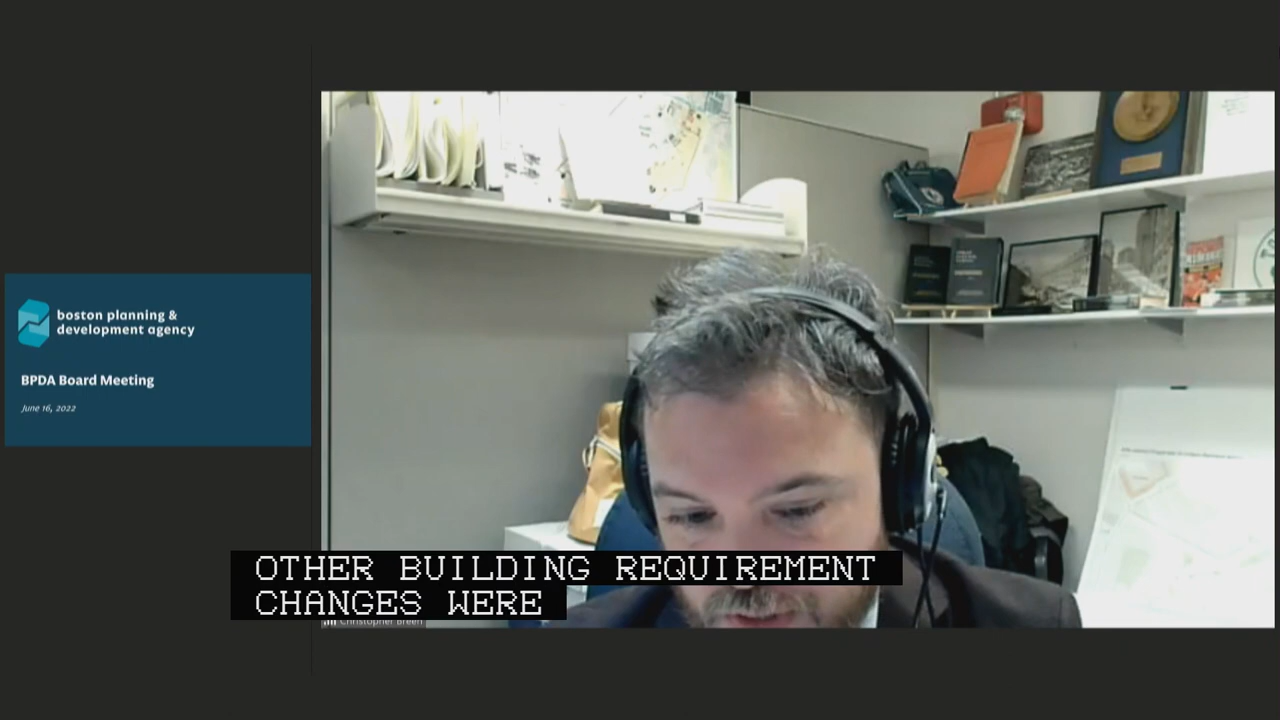 boston planning &
development agency
BPDA Board Meeting
June 16, 2022
OTHER BUILDING REQUIREMENT
CHANGES WERE
Christopher Breen